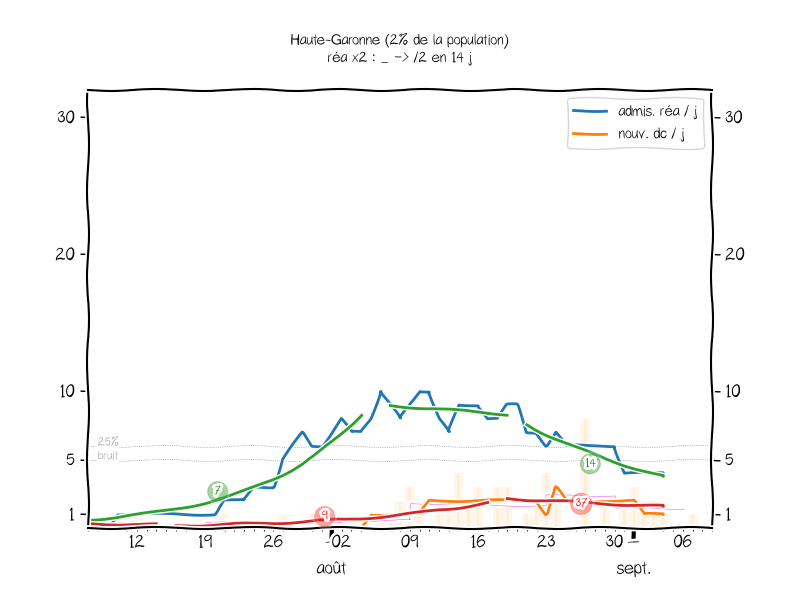 Haute-Garonne (2% de la population)
réa x2 : _ -> /2 en 14 j
admis. réa / j
nouv. dc / j
30
30
20
20
10
10
25%
bruit
5
5
1
1
7
9
14
37
12 19 26 02 09 16 23 30 06
août sept.